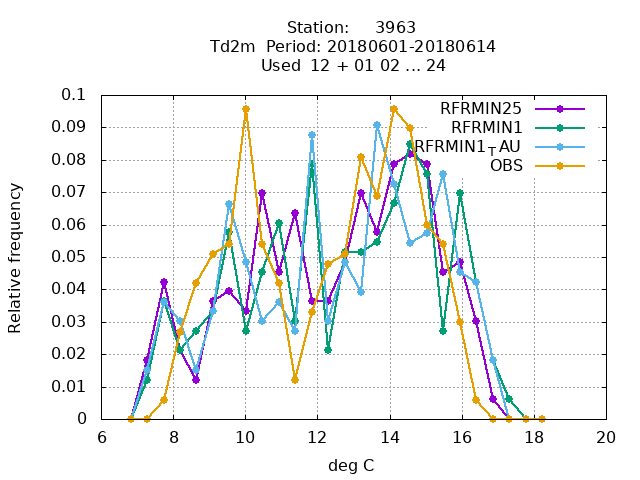 Station: 3963
Td2m Period: 20180601-20180614
Used 12 + 01 02 ... 24
RFRMIN25
RFRMIN1
RFRMIN1┬AU
OBS
Relative frequency
0.1
0.09
0.08
0.07
0.06
0.05
0.04
0.03
0.02
0.01
0
6 8 10 12 14 16 18 20
deg C